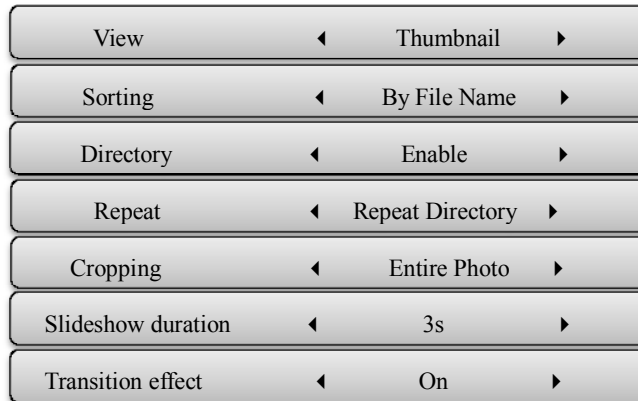 View Thumbnail
Sorting By File Name
Directory Enable
Repeat Repeat Directory
Cropping Entire Photo
Slideshow duration 3s
Transition effect On